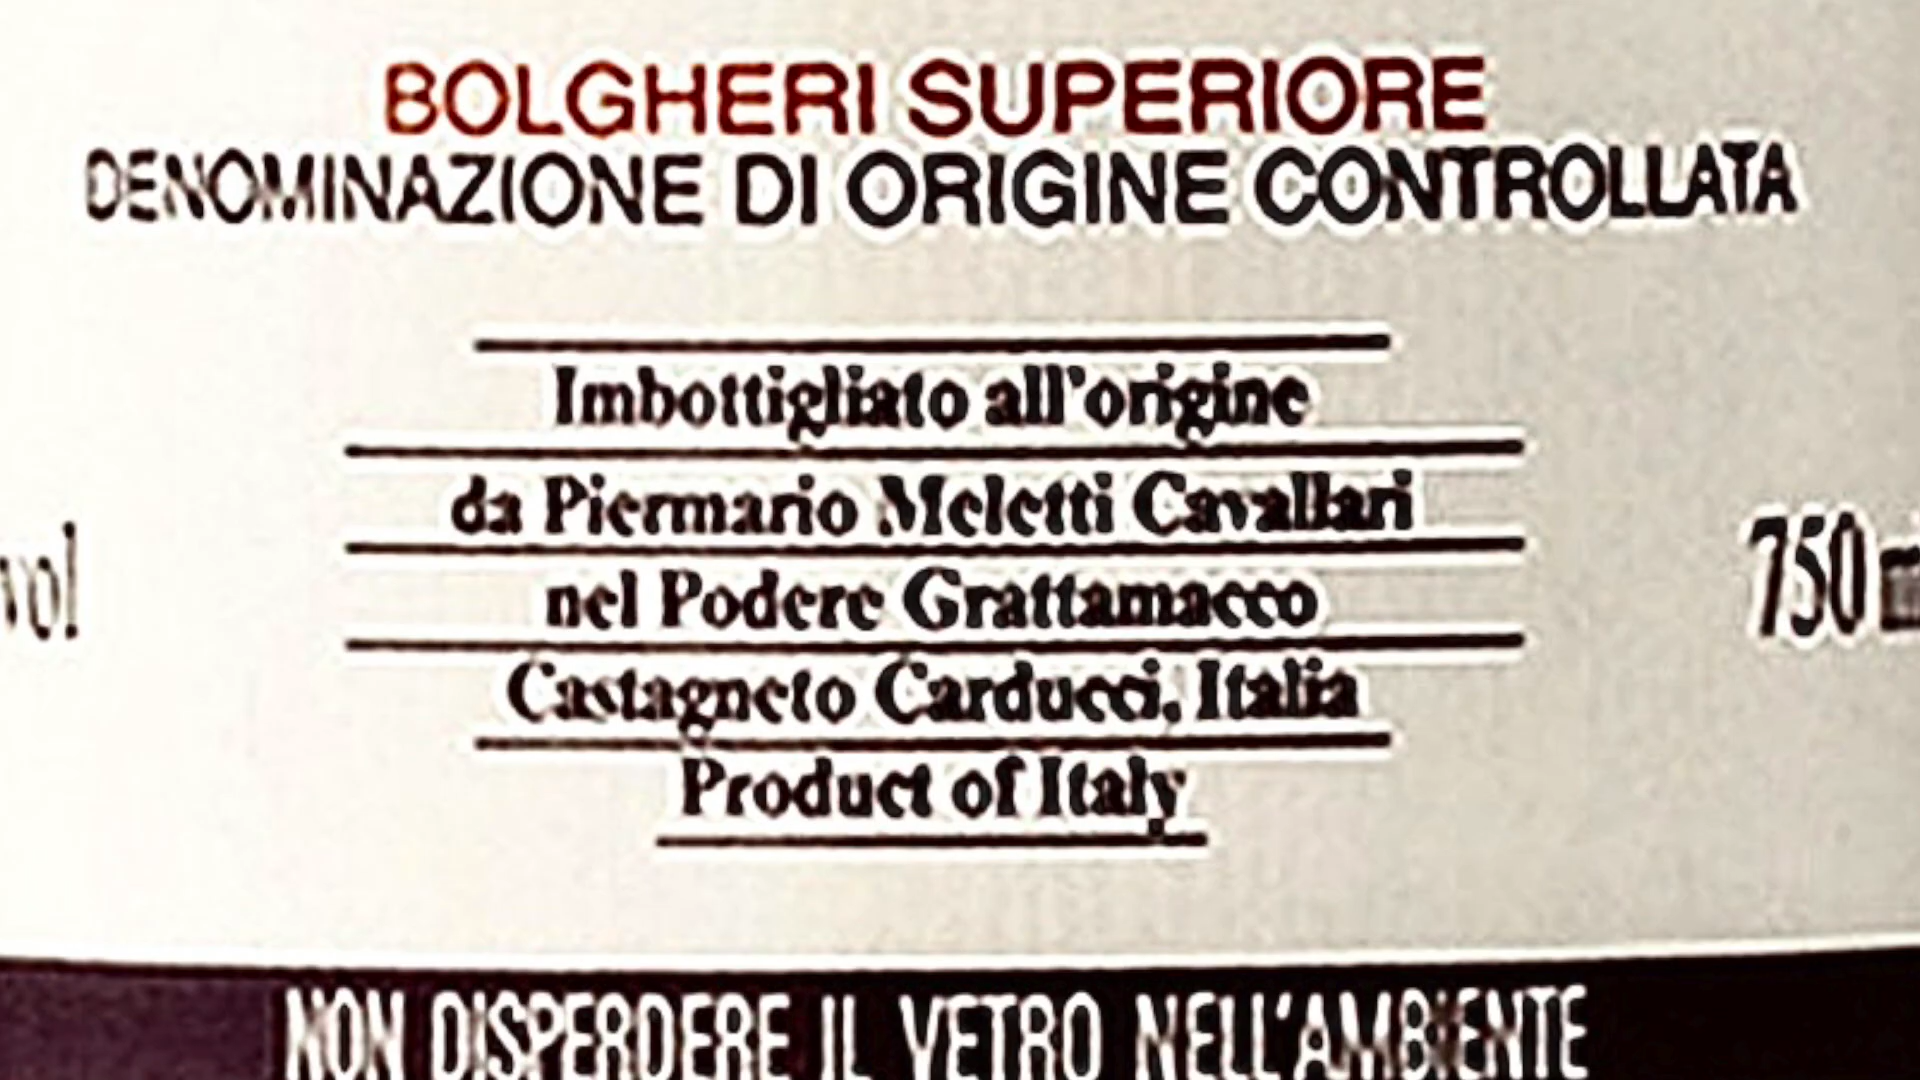 BOLGHERI SUPERIORE
DENOMINAZIONE DI ORIGINE CONTROLLATA
Imbottigliato all'origine
da Piermario Meletti Cavallari
vol
750 m
nel Podere Grattamacco
Castagneto Carducci, Italia
Product of Italy
NON DISPERDERE IL VETRO NELL'AMBIENTE